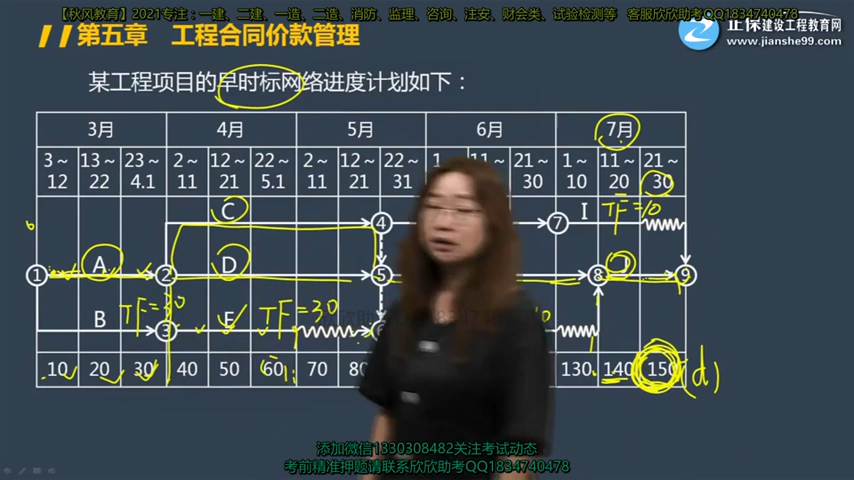 【秋风教育】2021专注：一建、二建、一造、二造、消防、监理、咨询、注安、财会类、试验检测等 客服欣欣助考QQ1834740478
第五章 工程合同价款管理
正保建设工程教育网
www.jianshe99.com
某工程项目的早时标网络进度计划如下：
3月 4月 5月 6月 7月
3～12 13～22 23～4.1 2～11 12～21 22～5.1 2～11 12～21 22～31 21～30 1～10 11～20 21～30
C I TF=10
4 7
1 A 2 D 5 8 J 9
B TF=30 3 E TF=30
10 20 30 40 50 60 70 130 140 150 (d)
添加微信1330308482关注考试动态
考前精准押题请联系欣欣助考QQ1834740478